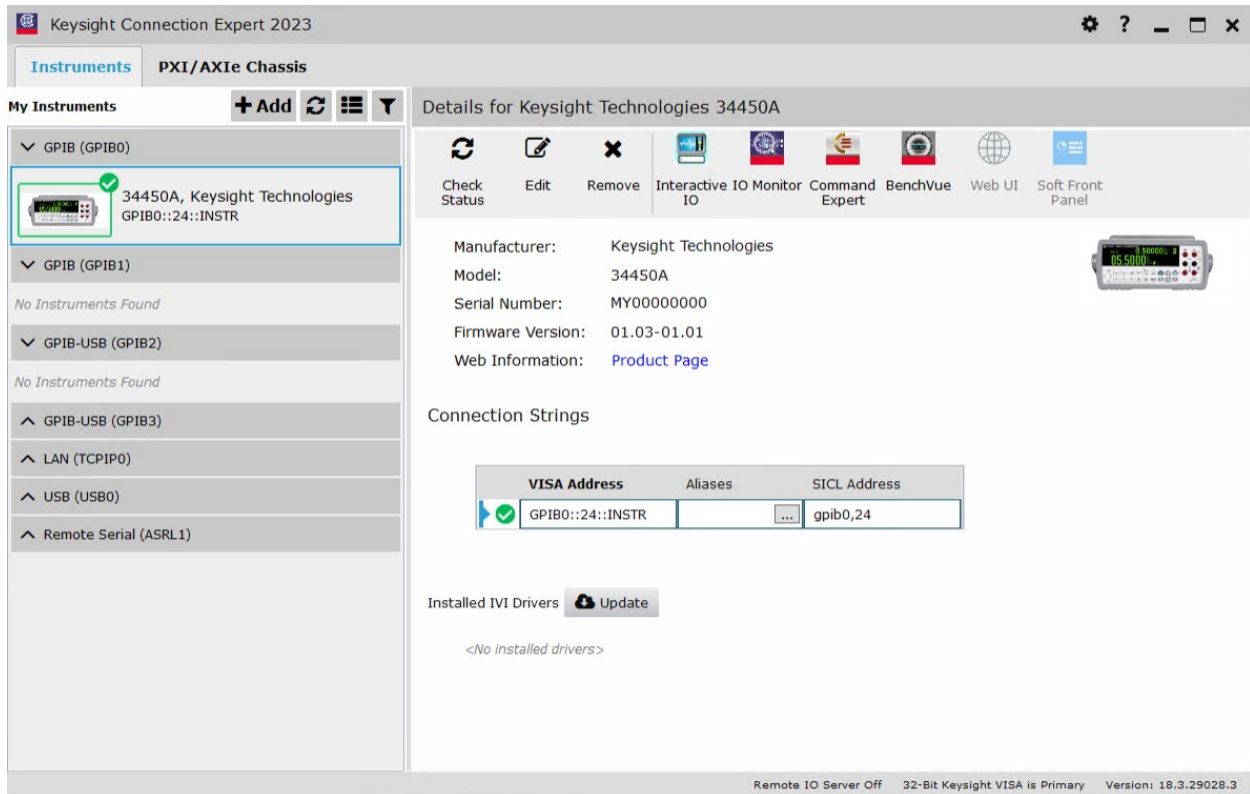 Keysight Connection Expert 2023
Instruments PXI/AXIe Chassis
My Instruments Add
GPIB (GPIB0)
34450A, Keysight Technologies
GPIB0::24::INSTR
GPIB (GPIB1)
No Instruments Found
GPIB-USB (GPIB2)
No Instruments Found
GPIB-USB (GPIB3)
LAN (TCPIP0)
USB (USB0)
Remote Serial (ASRL1)
Details for Keysight Technologies 34450A
Check Status
Edit
Remove
Interactive IO
IO Monitor
Command Expert
BenchVue
Web UI
Soft Front Panel
Manufacturer: Keysight Technologies
Model: 34450A
Serial Number: MY00000000
Firmware Version: 01.03-01.01
Web Information: Product Page
Connection Strings
VISA Address Aliases SICL Address
GPIB0::24::INSTR ... gpib0,24
Installed IVI Drivers Update
<No installed drivers>
Remote IO Server Off 32-Bit Keysight VISA is Primary Version: 18.3.29028.3